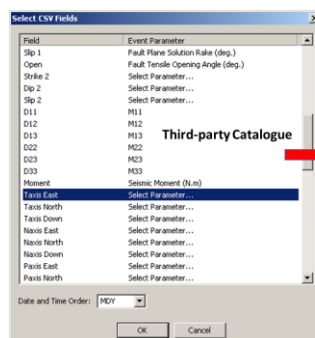 Select CSV Fields
Field Event Parameter
Slip 1 Fault Plane Solution Rake (deg.)
Open Fault Tensile Opening Angle (deg.)
Strike 2 Select Parameter...
Dip 2 Select Parameter...
Slip 2 Select Parameter...
D11 M11
D12 M12
D13 M13
Third-party Catalogue
D22 M22
D23 M23
D33 M33
Moment Seismic Moment (N.m)
Taxis East Select Parameter...
Taxis North Select Parameter...
Taxis Down Select Parameter...
Naxis East Select Parameter...
Naxis North Select Parameter...
Naxis Down Select Parameter...
Paxis East Select Parameter...
Paxis North Select Parameter...
Date and Time Order: MDY
OK Cancel